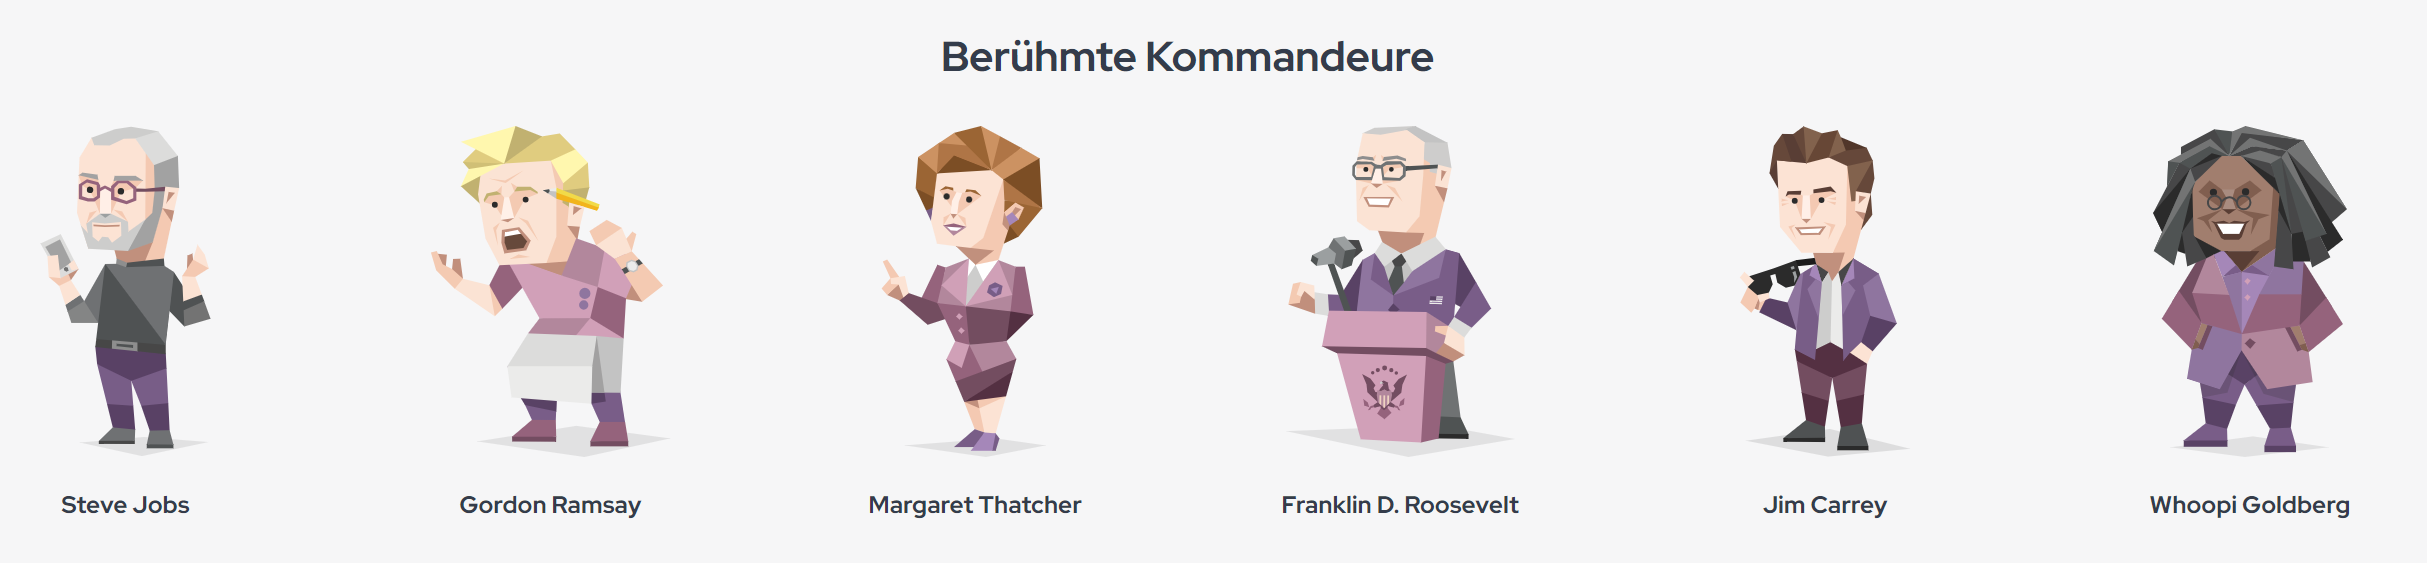 Berühmte Kommandeure
Steve Jobs
Gordon Ramsay
Margaret Thatcher
Franklin D. Roosevelt
Jim Carrey
Whoopi Goldberg